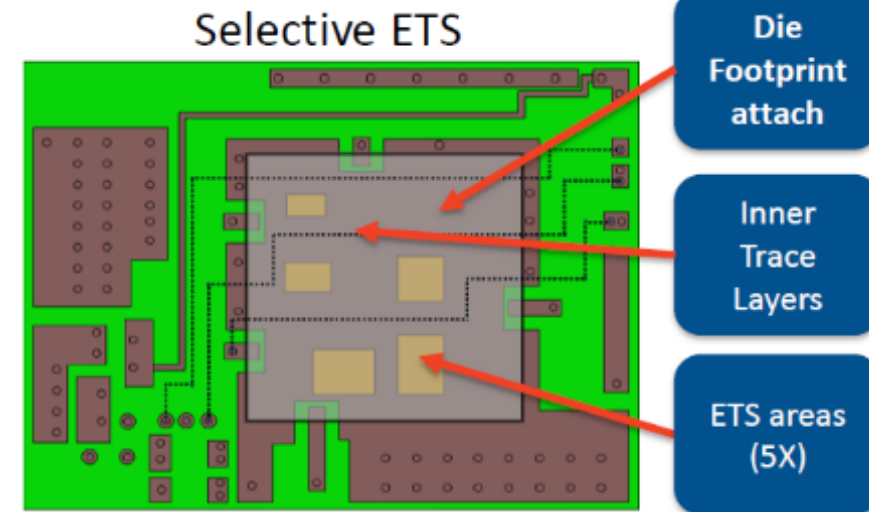 Selective ETS
Die
Footprint
attach
Inner
Trace
Layers
ETS areas
(5X)